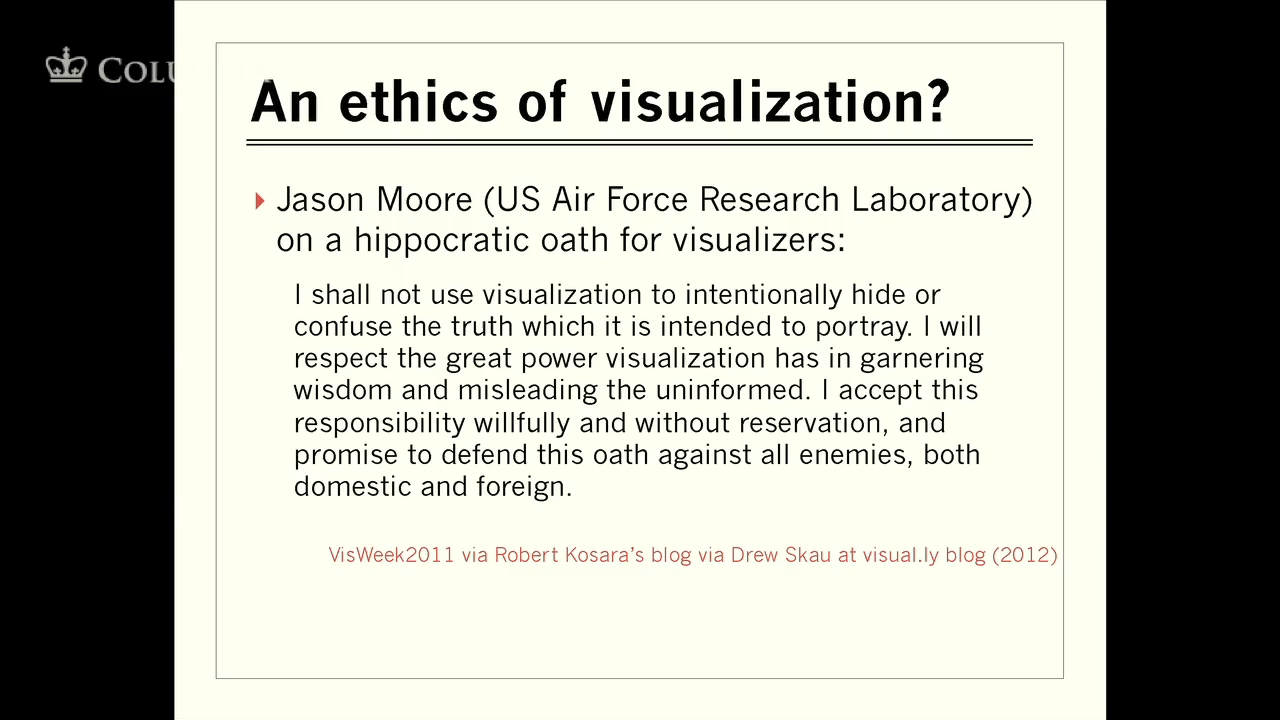 COLU
An ethics of visualization?
Jason Moore (US Air Force Research Laboratory)
on a hippocratic oath for visualizers:
I shall not use visualization to intentionally hide or
confuse the truth which it is intended to portray. I will
respect the great power visualization has in garnering
wisdom and misleading the uninformed. I accept this
responsibility willfully and without reservation, and
promise to defend this oath against all enemies, both
domestic and foreign.
VisWeek2011 via Robert Kosara’s blog via Drew Skau at visual.ly blog (2012)